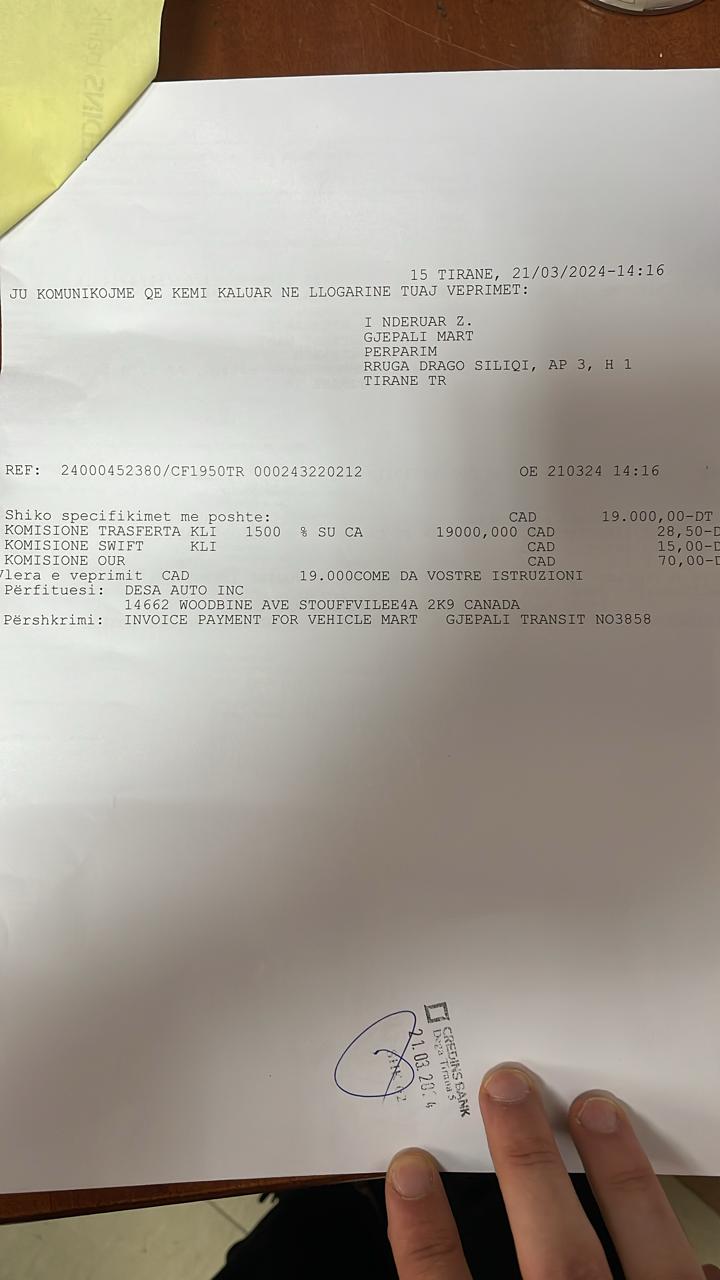 15 TIRANE, 21/03/2024-14:16
JU KOMUNIKOJME QE KEMI KALUAR NE LLOGARINE TUAJ VEPRIMET:
I NDERUAR Z.
GJEPALI MART
PERPARIM
RRUGA DRAGO SILIQI, AP 3, H 1
TIRANE TR
REF: 24000452380/CF1950TR 000243220212 OE 210324 14:16
Shiko specifikimet me poshte: CAD 19.000,00-DT
KOMISIONE TRASFERTA KLI 1500 % SU CA 19000,000 CAD 28,50-D
KOMISIONE SWIFT KLI CAD 15,00-D
KOMISIONE OUR CAD 70,00-D
Vlera e veprimit CAD 19.000COME DA VOSTRE ISTRUZIONI
Përfituesi: DESA AUTO INC
14662 WOODBINE AVE STOUFFVILEE4A 2K9 CANADA
Përshkrimi: INVOICE PAYMENT FOR VEHICLE MART GJEPALI TRANSIT NO3858
CREDINS BANK
Dega Tirana 5
21.03.20 4